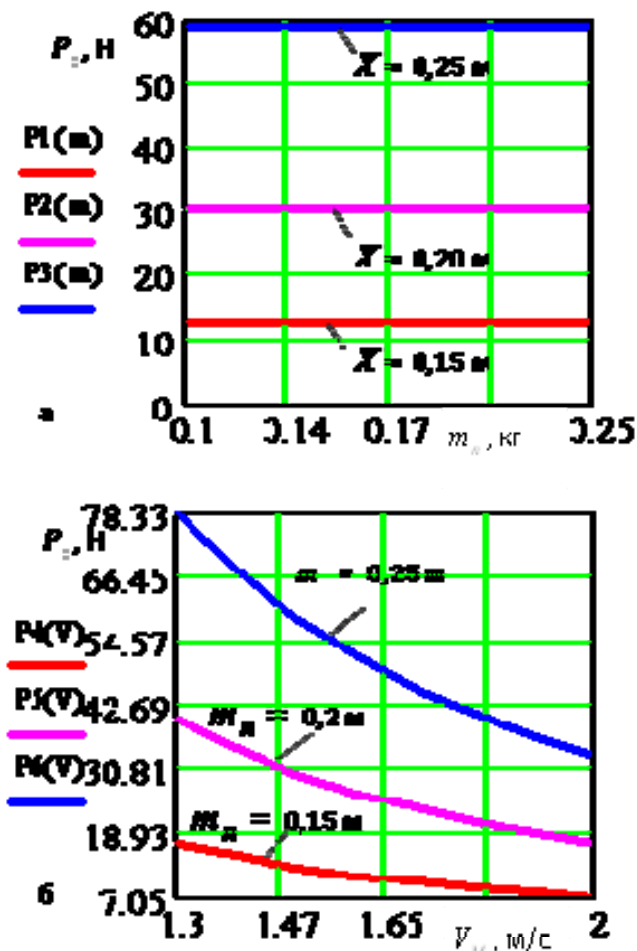 60
P , Н
X = 0,25 м
50
P1(m)
40
P2(m)
30
P3(m)
X = 0,20 м
20
10
X = 0,15 м
а
0
0.1 0.14 0.17 m , кг 0.25
78.33
P , Н
66.45
m = 0,25 м
P4(V) 54.57
P5(V) 42.69
m п = 0,2 м
P6(V) 30.81
m п = 0,15 м
18.93
б
7.05
1.3 1.47 1.65 V , м/с 2